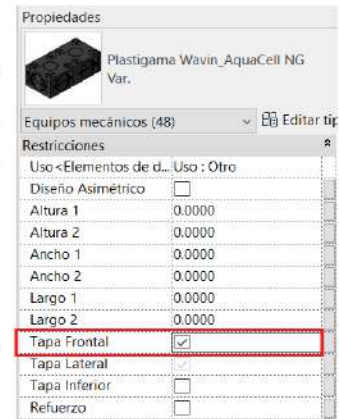 Propiedades
Plastigama Wavin_AquaCell NG
Var.
Equipos mecánicos (48) Editar tip
Restricciones
Uso<Elementos de d... Uso : Otro
Diseño Asimétrico
Altura 1 0.0000
Altura 2 0.0000
Ancho 1 0.0000
Ancho 2 0.0000
Largo 1 0.0000
Largo 2 0.0000
Tapa Frontal
Tapa Lateral
Tapa Inferior
Refuerzo